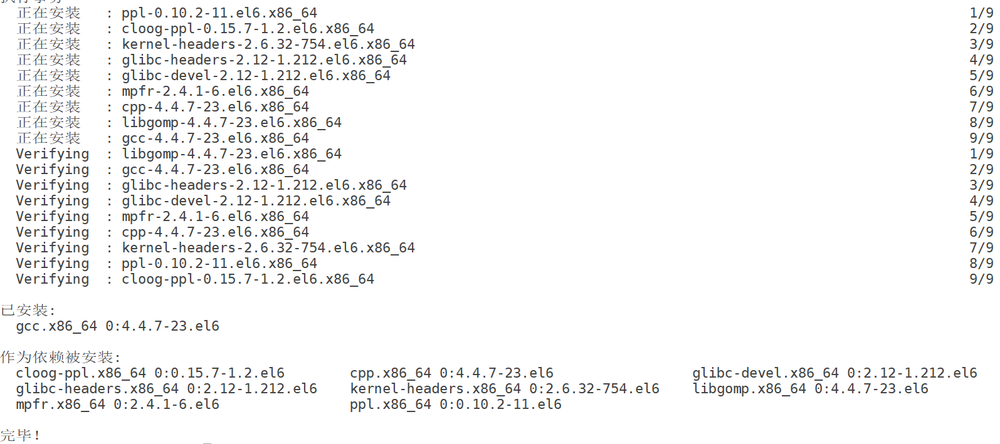 正在安装   : ppl-0.10.2-11.el6.x86_64 1/9
正在安装   : cloog-ppl-0.15.7-1.2.el6.x86_64 2/9
正在安装   : kernel-headers-2.6.32-754.el6.x86_64 3/9
正在安装   : glibc-headers-2.12-1.212.el6.x86_64 4/9
正在安装   : glibc-devel-2.12-1.212.el6.x86_64 5/9
正在安装   : mpfr-2.4.1-6.el6.x86_64 6/9
正在安装   : cpp-4.4.7-23.el6.x86_64 7/9
正在安装   : libgomp-4.4.7-23.el6.x86_64 8/9
正在安装   : gcc-4.4.7-23.el6.x86_64 9/9
Verifying  : libgomp-4.4.7-23.el6.x86_64 1/9
Verifying  : gcc-4.4.7-23.el6.x86_64 2/9
Verifying  : glibc-headers-2.12-1.212.el6.x86_64 3/9
Verifying  : glibc-devel-2.12-1.212.el6.x86_64 4/9
Verifying  : mpfr-2.4.1-6.el6.x86_64 5/9
Verifying  : cpp-4.4.7-23.el6.x86_64 6/9
Verifying  : kernel-headers-2.6.32-754.el6.x86_64 7/9
Verifying  : ppl-0.10.2-11.el6.x86_64 8/9
Verifying  : cloog-ppl-0.15.7-1.2.el6.x86_64 9/9
已安装:
gcc.x86_64 0:4.4.7-23.el6
作为依赖被安装:
cloog-ppl.x86_64 0:0.15.7-1.2.el6 cpp.x86_64 0:4.4.7-23.el6 glibc-devel.x86_64 0:2.12-1.212.el6
glibc-headers.x86_64 0:2.12-1.212.el6 kernel-headers.x86_64 0:2.6.32-754.el6 libgomp.x86_64 0:4.4.7-23.el6
mpfr.x86_64 0:2.4.1-6.el6 ppl.x86_64 0:0.10.2-11.el6
完毕！